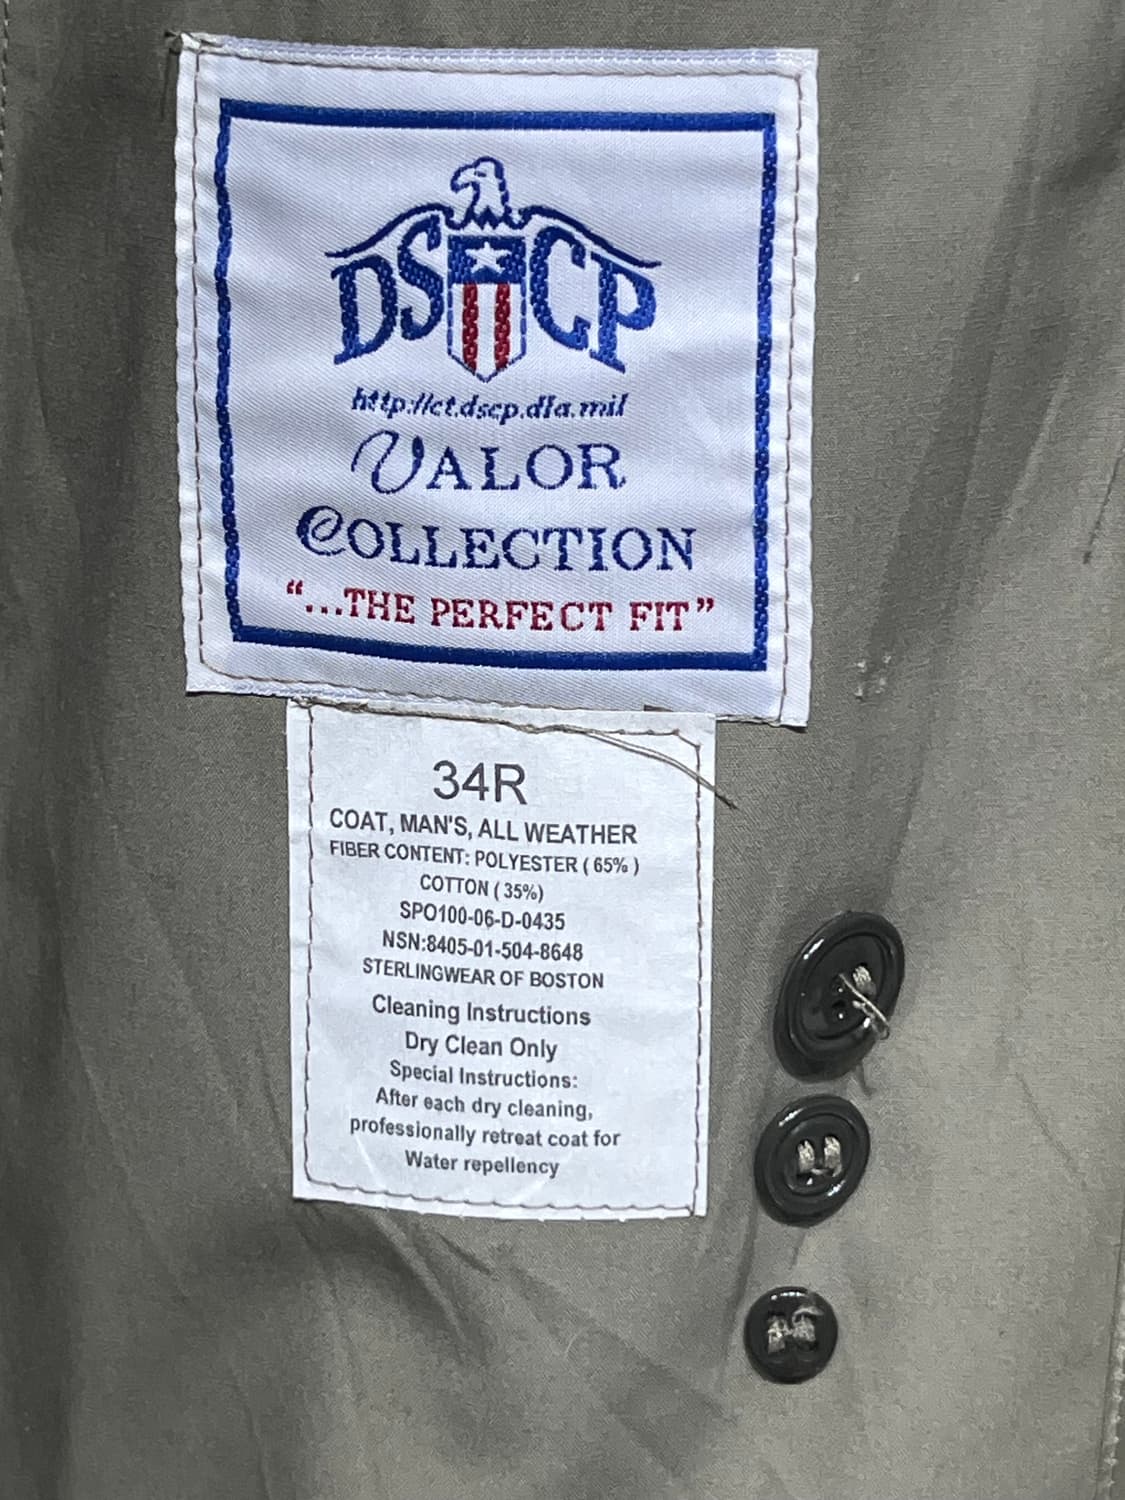 DSCP
http://ct.dscp.dla.mil
VALOR
COLLECTION
“...THE PERFECT FIT”
34R
COAT, MAN'S, ALL WEATHER
FIBER CONTENT: POLYESTER ( 65% )
COTTON ( 35%)
SPO100-06-D-0435
NSN:8405-01-504-8648
STERLINGWEAR OF BOSTON
Cleaning Instructions
Dry Clean Only
Special Instructions:
After each dry cleaning,
professionally retreat coat for
Water repellency